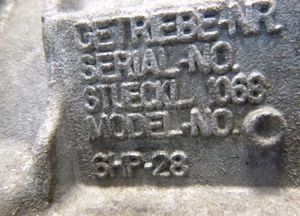 GETRIEBE-NR.
SERIAL-NO.
STUECKL. 1068
MODEL-NO.
6HP-28